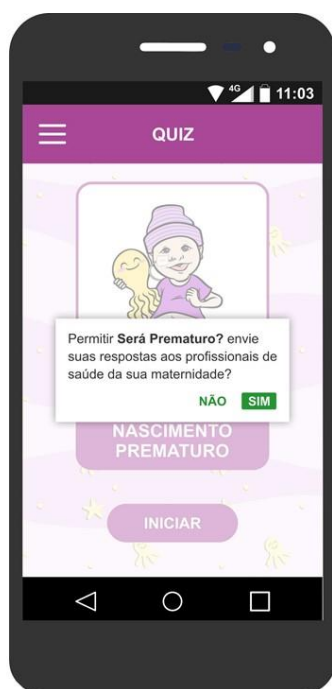 4G 11:03
QUIZ
Permitir Será Prematuro? envie
suas respostas aos profissionais de
saúde da sua maternidade?
NÃO SIM
NASCIMENTO
PREMATURO
INICIAR